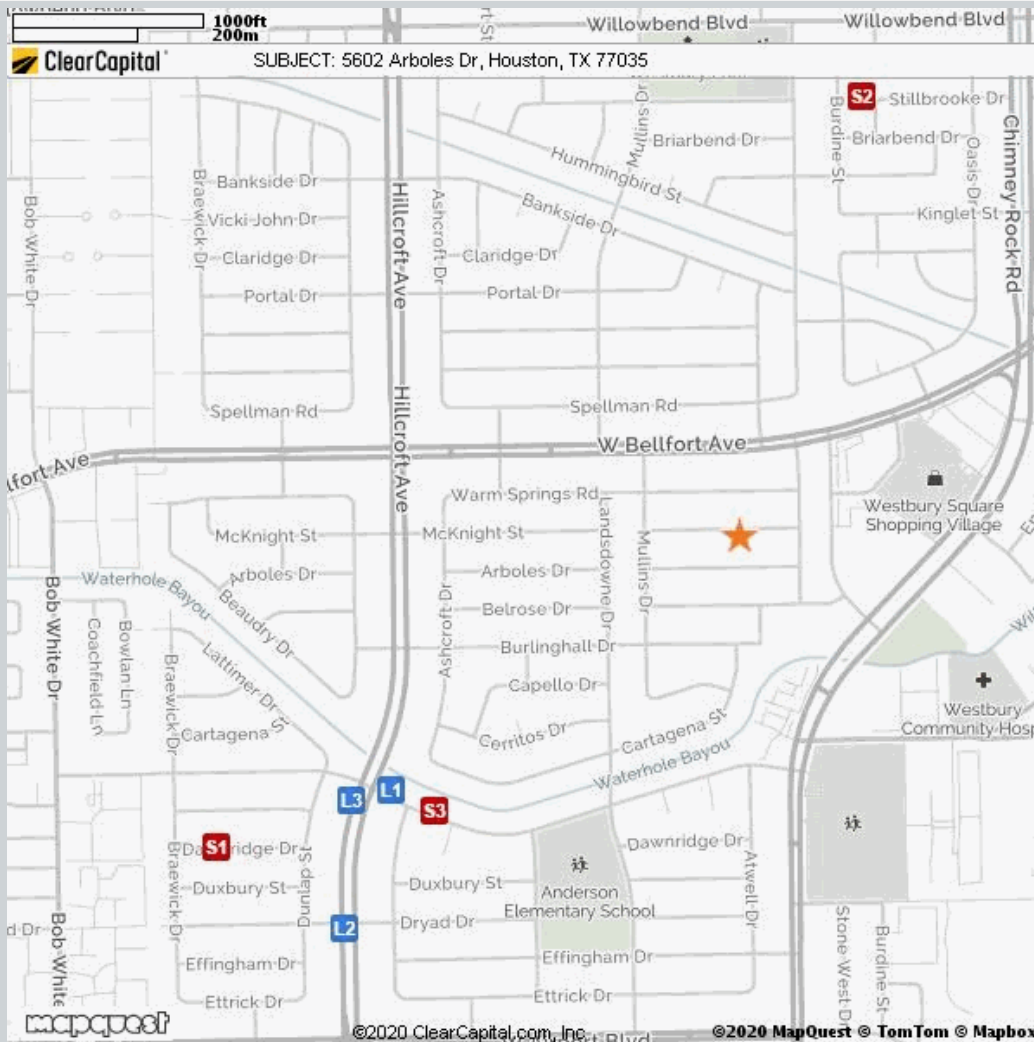 1000ft
200m
Willowbend Blvd
Willowbend Blvd
ClearCapital
SUBJECT: 5602 Arboles Dr, Houston, TX 77035
S2
Stillbrooke Dr
Mullins Dr
Briarbend Dr
Burdine St
Briarbend Dr
Chimney Rock Rd
Hummingbird St
Oasis Dr
Bankside Dr
Braewick Dr
Bob White Dr
Hillcroft Ave
Ashcroft Dr
Bankside Dr
Kinglet St
Vicki John Dr
Claridge Dr
Claridge Dr
Portal Dr
Portal Dr
Hillcroft Ave
Spellman Rd
Spellman Rd
W Bellfort Ave
lfort Ave
Warm Springs Rd
Westbury Square
Shopping Village
McKnight St
McKnight St
Landsdowne Dr
Mullins Dr
Arboles Dr
Arboles Dr
Waterhole Bayou
Beaudry Dr
Belrose Dr
Ashcroft Dr
Bob White Dr
Coachfield Ln
Bowlan Ln
Burlinghall Dr
Lattimer Dr
Braewick Dr
Capello Dr
Westbury
Community Hosp
Cartagena St
Cerritos Dr
Cartagena St
Waterhole Bayou
L3
L1
S3
S1
Dunlap St
Dawnridge Dr
Braewick Dr
Duxbury St
Duxbury St
Anderson
Elementary School
Atwell Dr
L2
Dryad Dr
d Dr
Bob White
Stone West Dr
Burdine St
Effingham Dr
Effingham Dr
Ettrick Dr
Ettrick Dr
mapquest
©2020 ClearCapital.com, Inc.
©2020 MapQuest © TomTom © Mapbox